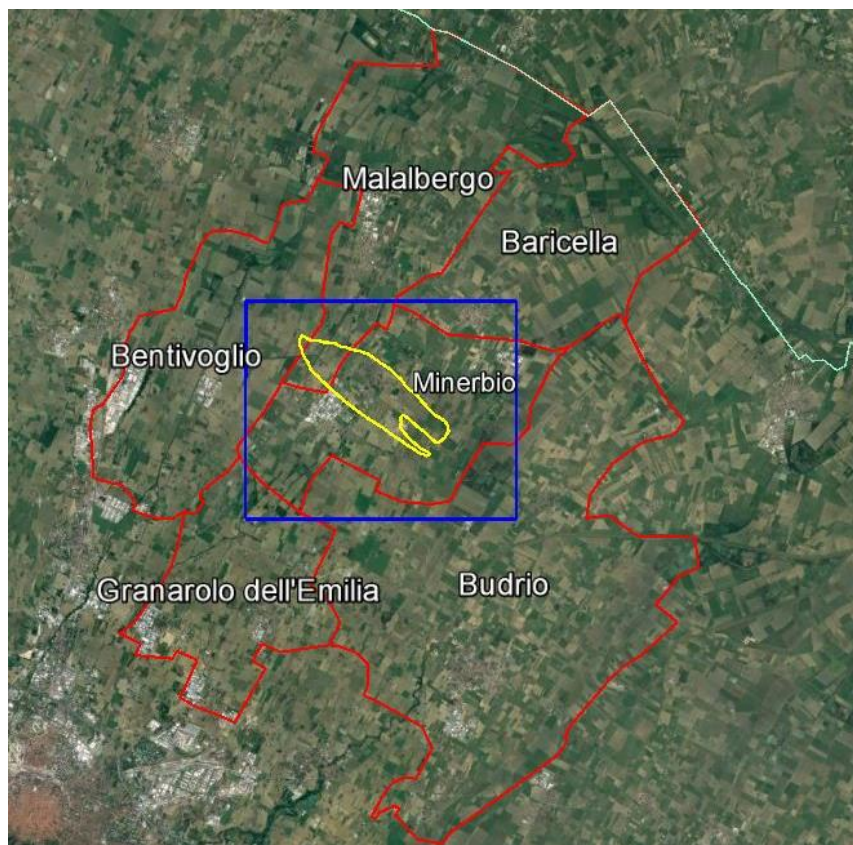 Malalbergo
Baricella
Bentivoglio
Minerbio
Granarolo dell'Emilia
Budrio